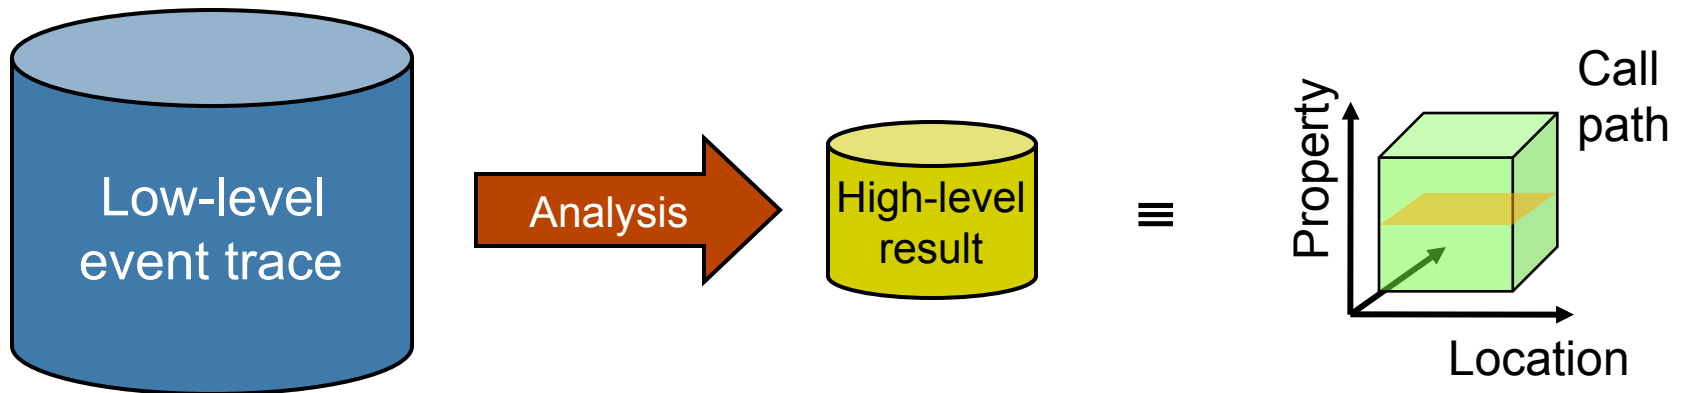 Low-level
event trace
Analysis
High-level
result
≡
Property
Call
path
Location